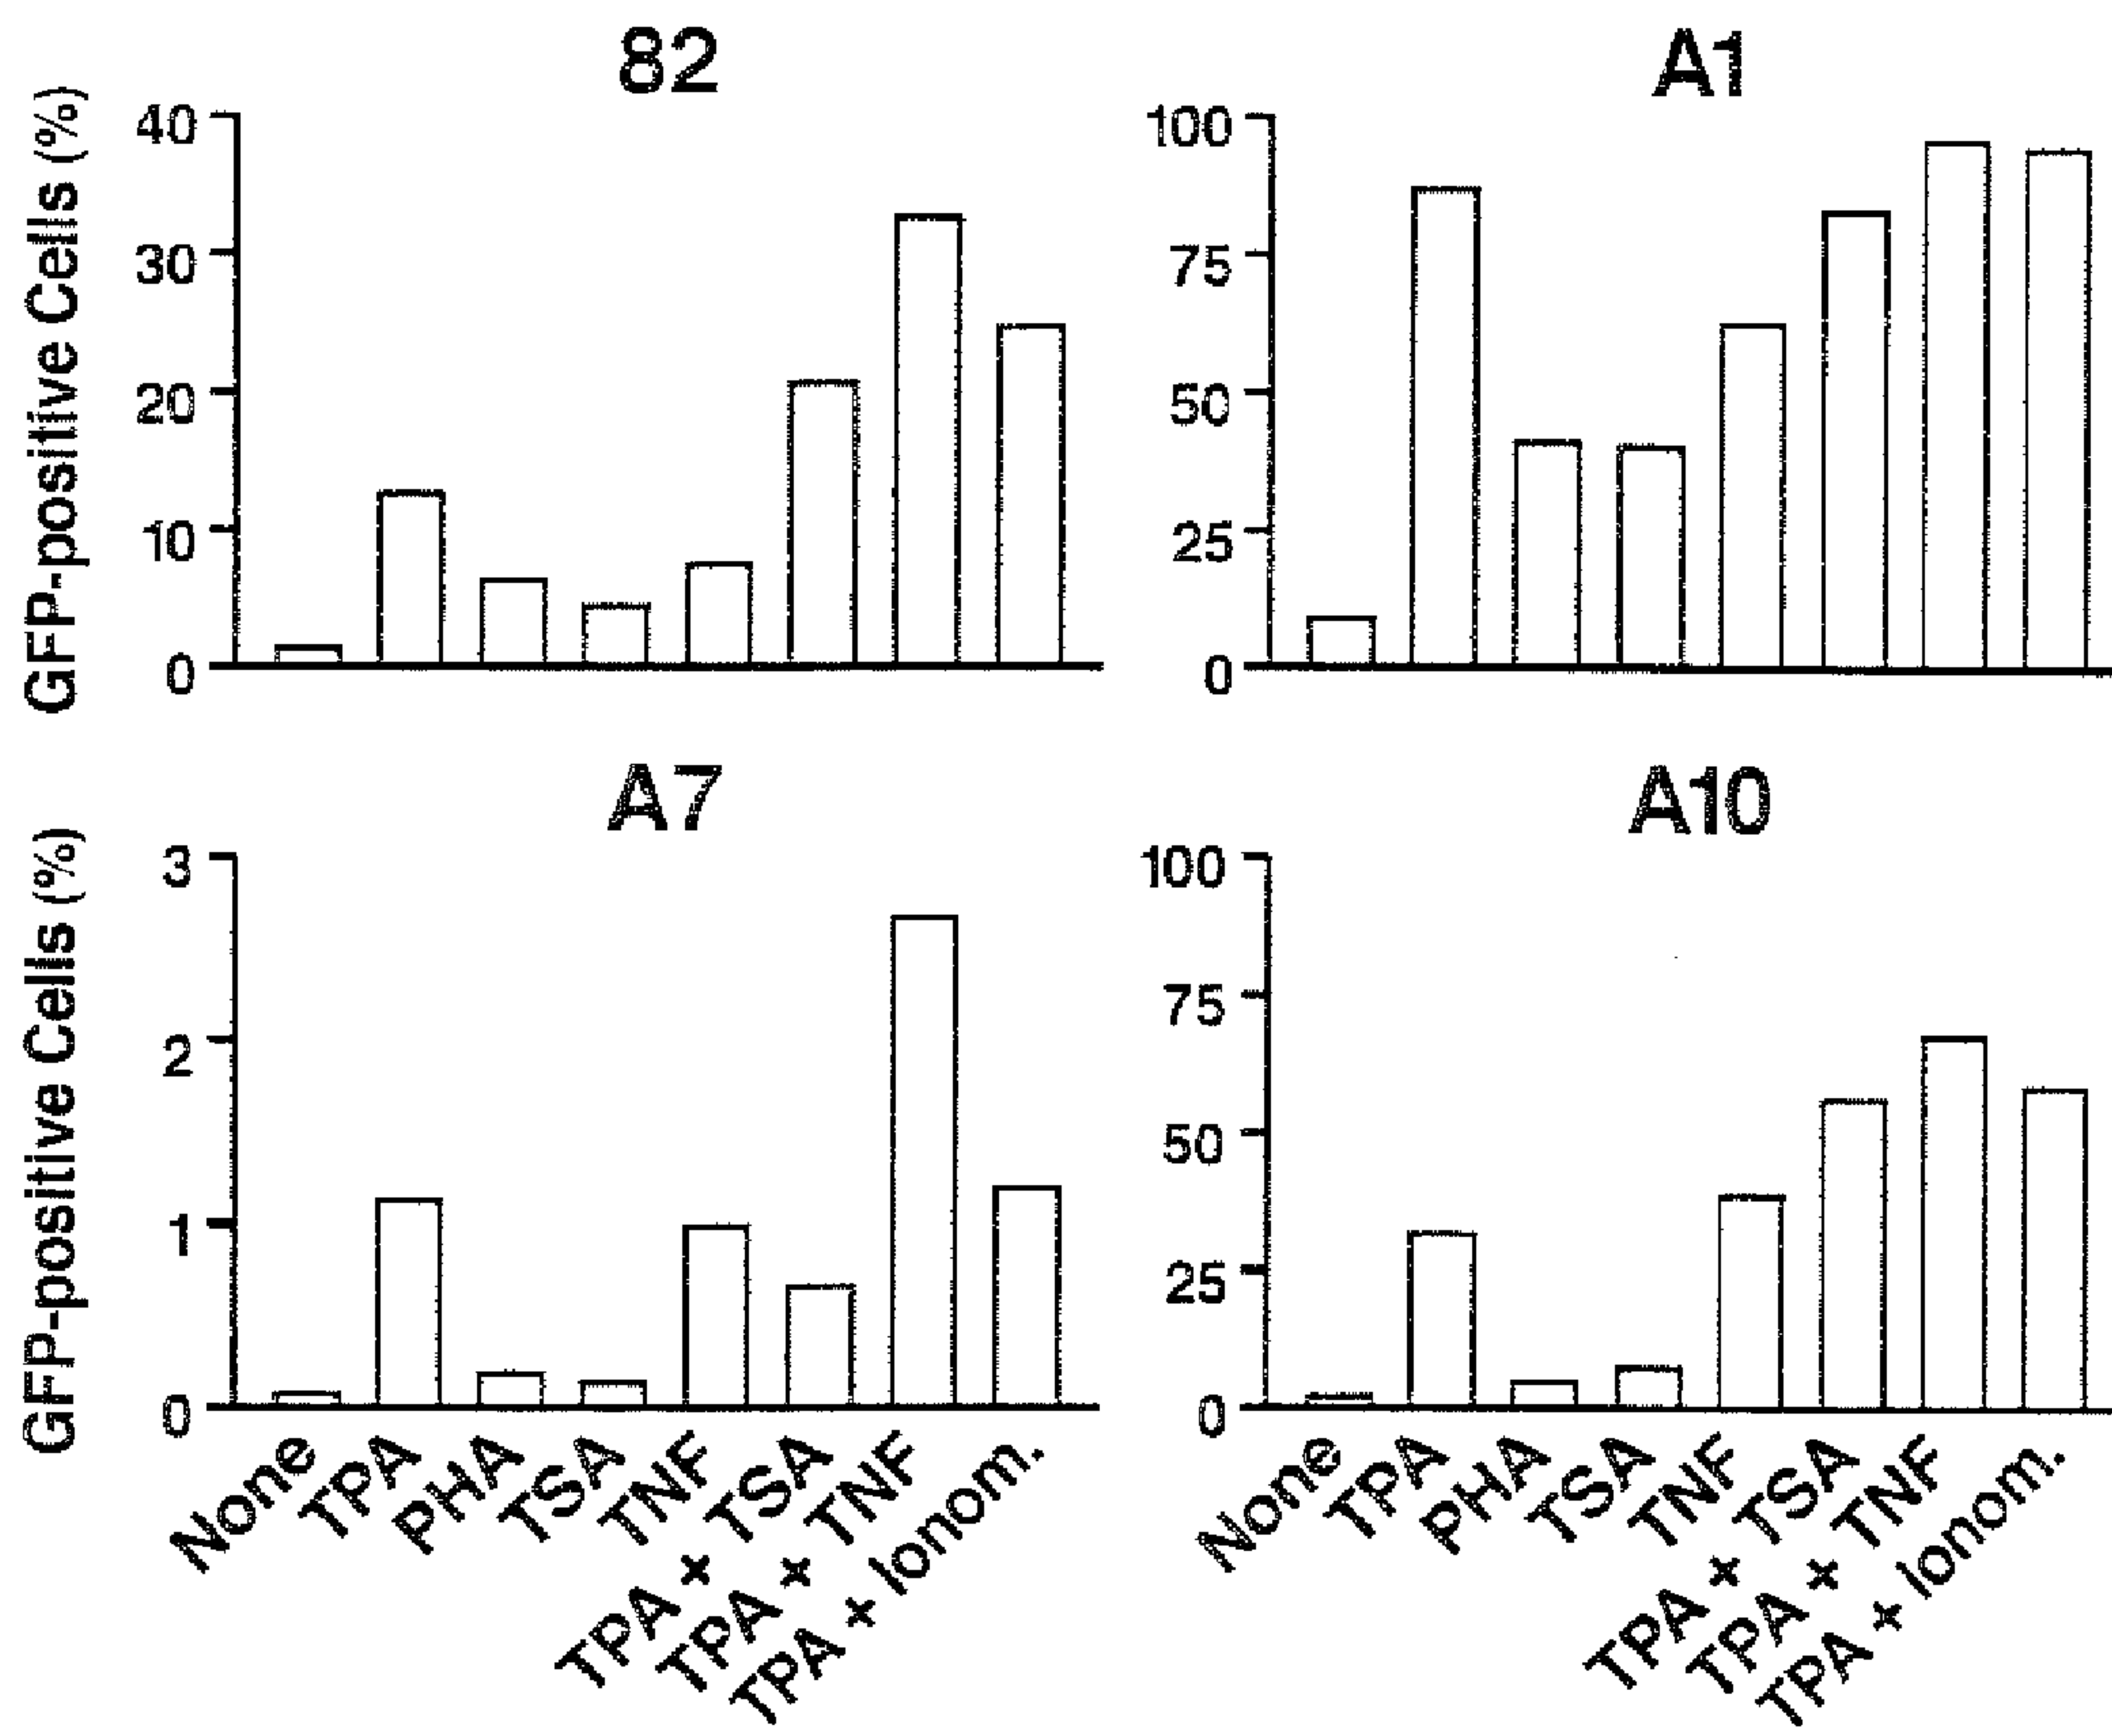 82
GFP-positive Cells (%)
40
30
20
10
0
A1
100
75
50
25
0
A7
GFP-positive Cells (%)
3
2
1
0
None
TPA
PHA
TSA
TNF
TPA + TSA
TPA + TNF
TPA + Ionom.
A10
100
75
50
25
0
None
TPA
PHA
TSA
TNF
TPA + TSA
TPA + TNF
TPA + Ionom.